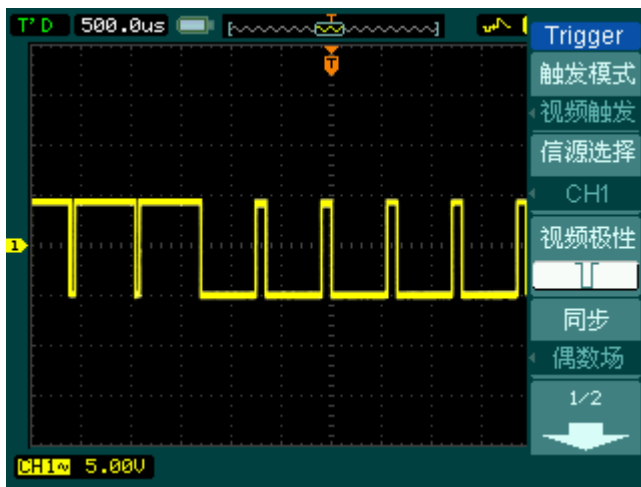 T'D 500.0us T
T
1
CH1~ 5.00V
Trigger
触发模式
视频触发
信源选择
CH1
视频极性
同步
偶数场
1/2